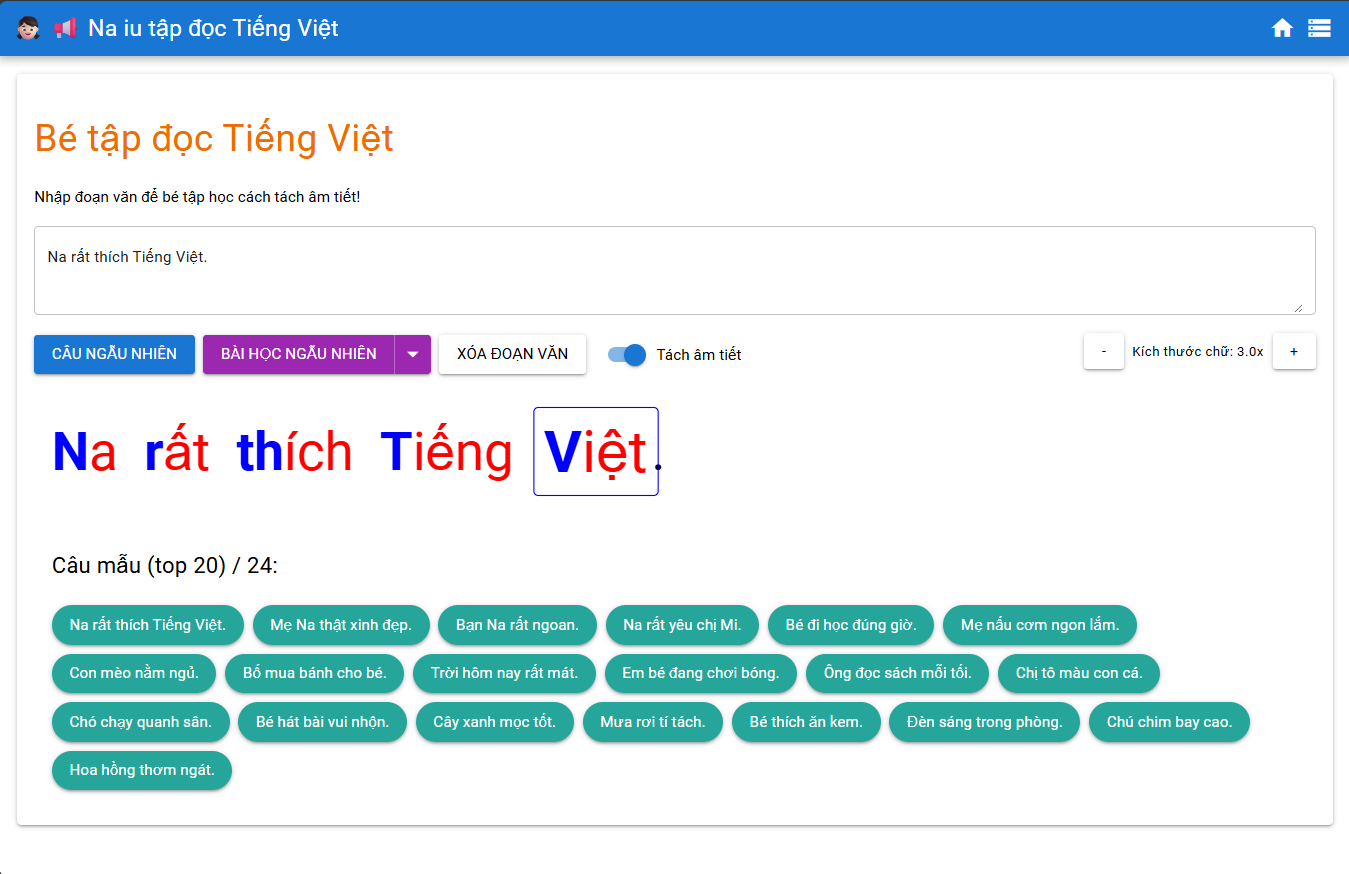 Na iu tập đọc Tiếng Việt
Bé tập đọc Tiếng Việt
Nhập đoạn văn để bé tập học cách tách âm tiết!
Na rất thích Tiếng Việt.
CÂU NGẪU NHIÊN BÀI HỌC NGẪU NHIÊN XÓA ĐOẠN VĂN Tách âm tiết - Kích thước chữ: 3.0x +
Na rất thích Tiếng Việt.
Câu mẫu (top 20) / 24:
Na rất thích Tiếng Việt. Mẹ Na thật xinh đẹp. Bạn Na rất ngoan. Na rất yêu chị Mi. Bé đi học đúng giờ. Mẹ nấu cơm ngon lắm.
Con mèo nằm ngủ. Bố mua bánh cho bé. Trời hôm nay rất mát. Em bé đang chơi bóng. Ông đọc sách mỗi tối. Chị tô màu con cá.
Chó chạy quanh sân. Bé hát bài vui nhộn. Cây xanh mọc tốt. Mưa rơi tí tách. Bé thích ăn kem. Đèn sáng trong phòng. Chú chim bay cao.
Hoa hồng thơm ngát.